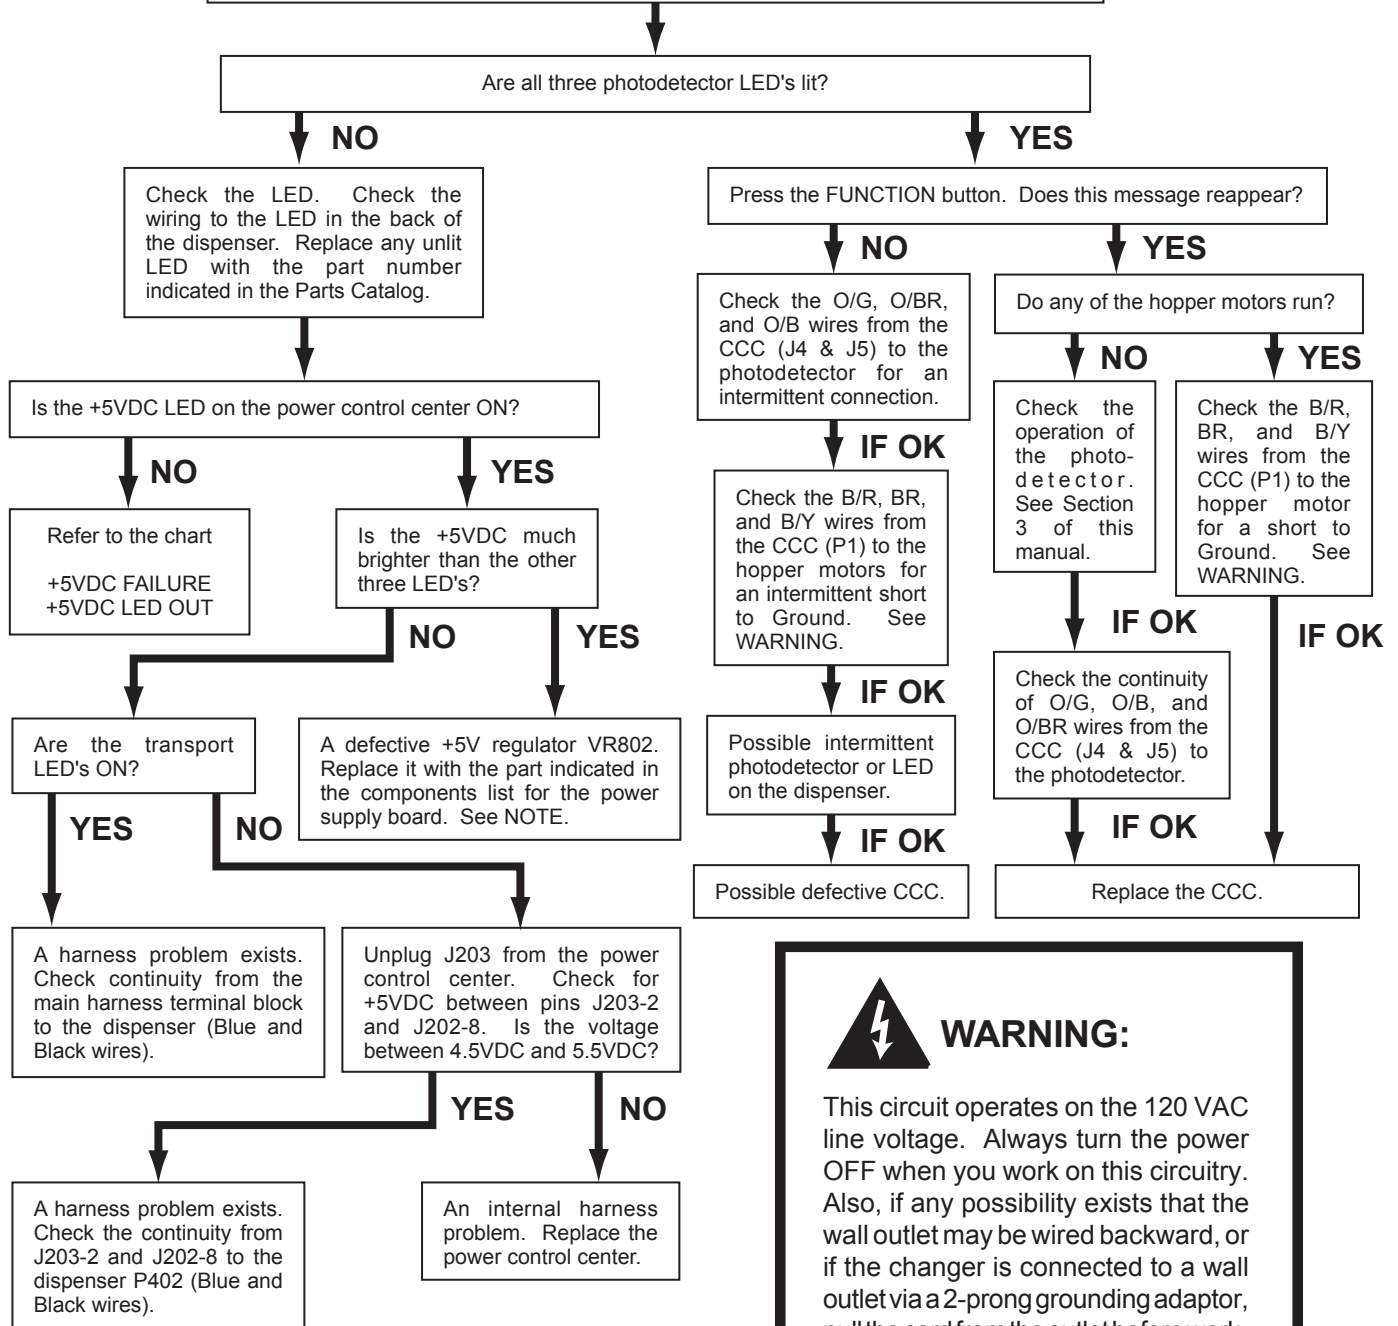 Are all three photodetector LED's lit?
NO
YES
Check the LED. Check the
wiring to the LED in the back of
the dispenser. Replace any unlit
LED with the part number
indicated in the Parts Catalog.
Press the FUNCTION button. Does this message reappear?
NO
YES
Check the O/G, O/BR,
and O/B wires from the
CCC (J4 & J5) to the
photodetector for an
intermittent connection.
Do any of the hopper motors run?
NO
YES
Is the +5VDC LED on the power control center ON?
NO
YES
IF OK
Check the
operation of
the photo-
detector.
See Section
3 of this
manual.
Check the B/R,
BR, and B/Y
wires from the
CCC (P1) to the
hopper motor
for a short to
Ground. See
WARNING.
Refer to the chart
+5VDC FAILURE
+5VDC LED OUT
Is the +5VDC much
brighter than the other
three LED's?
NO
YES
Check the B/R, BR,
and B/Y wires from
the CCC (P1) to the
hopper motors for
an intermittent short
to Ground. See
WARNING.
IF OK
IF OK
IF OK
Are the transport
LED's ON?
YES
NO
A defective +5V regulator VR802.
Replace it with the part indicated in
the components list for the power
supply board. See NOTE.
Possible intermittent
photodetector or LED
on the dispenser.
IF OK
Check the continuity
of O/G, O/B, and
O/BR wires from the
CCC (J4 & J5) to
the photodetector.
IF OK
Possible defective CCC.
Replace the CCC.
A harness problem exists.
Check continuity from the
main harness terminal block
to the dispenser (Blue and
Black wires).
Unplug J203 from the power
control center. Check for
+5VDC between pins J203-2
and J202-8. Is the voltage
between 4.5VDC and 5.5VDC?
YES
NO
A harness problem exists.
Check the continuity from
J203-2 and J202-8 to the
dispenser P402 (Blue and
Black wires).
An internal harness
problem. Replace the
power control center.
WARNING:
This circuit operates on the 120 VAC
line voltage. Always turn the power
OFF when you work on this circuitry.
Also, if any possibility exists that the
wall outlet may be wired backward, or
if the changer is connected to a wall
outlet via a 2-prong grounding adaptor,
pull the cord from the outlet before work-